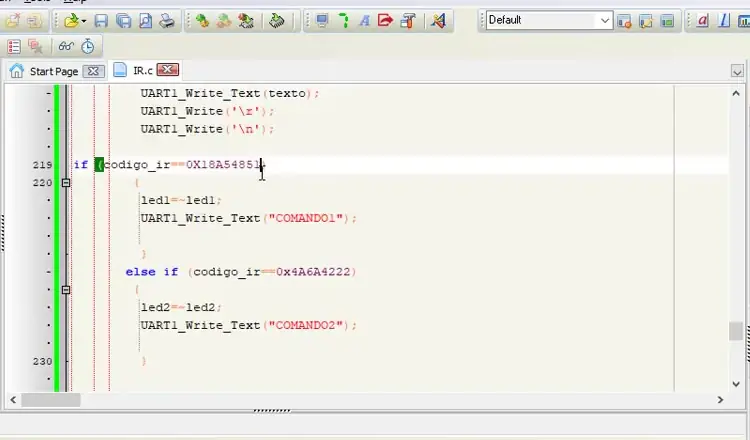 Default
Start Page
IR.c
UART1_Write_Text(texto);
UART1_Write('\r');
UART1_Write('\n');
219 if (codigo_ir==0X18A54851)
220 {
led1=~led1;
UART1_Write_Text("COMANDO1");
}
else if (codigo_ir==0x4A6A4222)
{
led2=~led2;
UART1_Write_Text("COMANDO2");
230 }